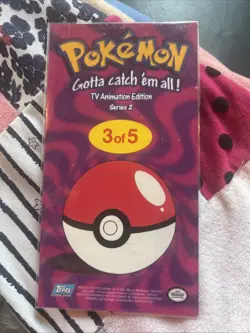 POKéMON
Gotta catch 'em all!
TV Animation Edition
Series 2
3 of 5
TOPPS